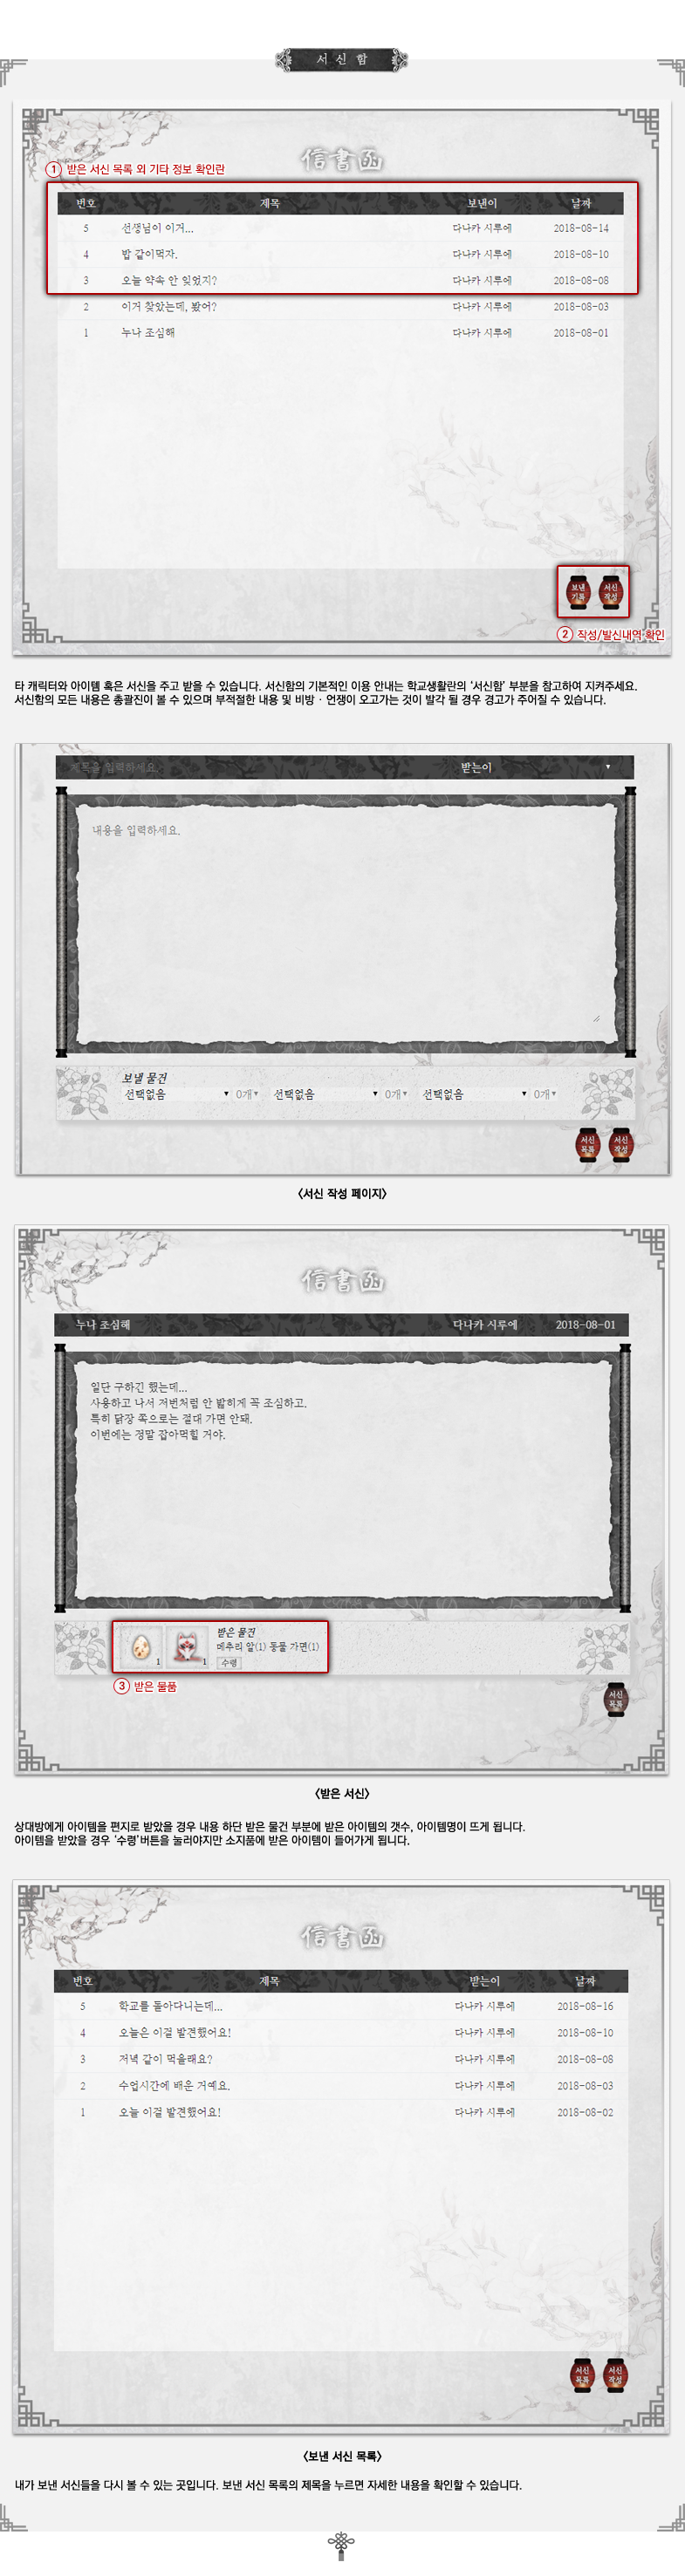 서신함
信書函
① 받은 서신 목록 외 기타 정보 확인란
번호 제목 보낸이 날짜
5 선생님이 이거... 다나카 시루에 2018-08-14
4 밥 같이먹자. 다나카 시루에 2018-08-10
3 오늘 약속 안 잊었지? 다나카 시루에 2018-08-08
2 이거 찾았는데, 봤어? 다나카 시루에 2018-08-03
1 누나 조심해 다나카 시루에 2018-08-01
보낸 기록 서신 작성
② 작성/발신내역 확인
타 캐릭터와 아이템 혹은 서신을 주고 받을 수 있습니다. 서신함의 기본적인 이용 안내는 학교생활란의 '서신함' 부분을 참고하여 지켜주세요.
서신함의 모든 내용은 총괄진이 볼 수 있으며 부적절한 내용 및 비방 · 언쟁이 오고가는 것이 발각 될 경우 경고가 주어질 수 있습니다.
제목을 입력하세요. 받는이 ▼
내용을 입력하세요.
보낼 물건
선택없음 ▼ 0개▼ 선택없음 ▼ 0개▼ 선택없음 ▼ 0개▼
서신 목록 서신 작성
<서신 작성 페이지>
信書函
누나 조심해 다나카 시루에 2018-08-01
일단 구하긴 했는데...
사용하고 나서 저번처럼 안 밟히게 꼭 조심하고.
특히 닭장 쪽으로는 절대 가면 안돼.
이번에는 정말 잡아먹힐 거야.
받은 물건
1 1 메추리 알(1) 동물 가면(1)
수령
③ 받은 물품
서신 목록
<받은 서신>
상대방에게 아이템을 편지로 받았을 경우 내용 하단 받은 물건 부분에 받은 아이템의 갯수, 아이템명이 뜨게 됩니다.
아이템을 받았을 경우 '수령'버튼을 눌러야지만 소지품에 받은 아이템이 들어가게 됩니다.
信書函
번호 제목 받는이 날짜
5 학교를 돌아다니는데... 다나카 시루에 2018-08-16
4 오늘은 이걸 발견했어요! 다나카 시루에 2018-08-10
3 저녁 같이 먹을래요? 다나카 시루에 2018-08-08
2 수업시간에 배운 거예요. 다나카 시루에 2018-08-03
1 오늘 이걸 발견했어요! 다나카 시루에 2018-08-02
서신 목록 서신 작성
<보낸 서신 목록>
내가 보낸 서신들을 다시 볼 수 있는 곳입니다. 보낸 서신 목록의 제목을 누르면 자세한 내용을 확인할 수 있습니다.